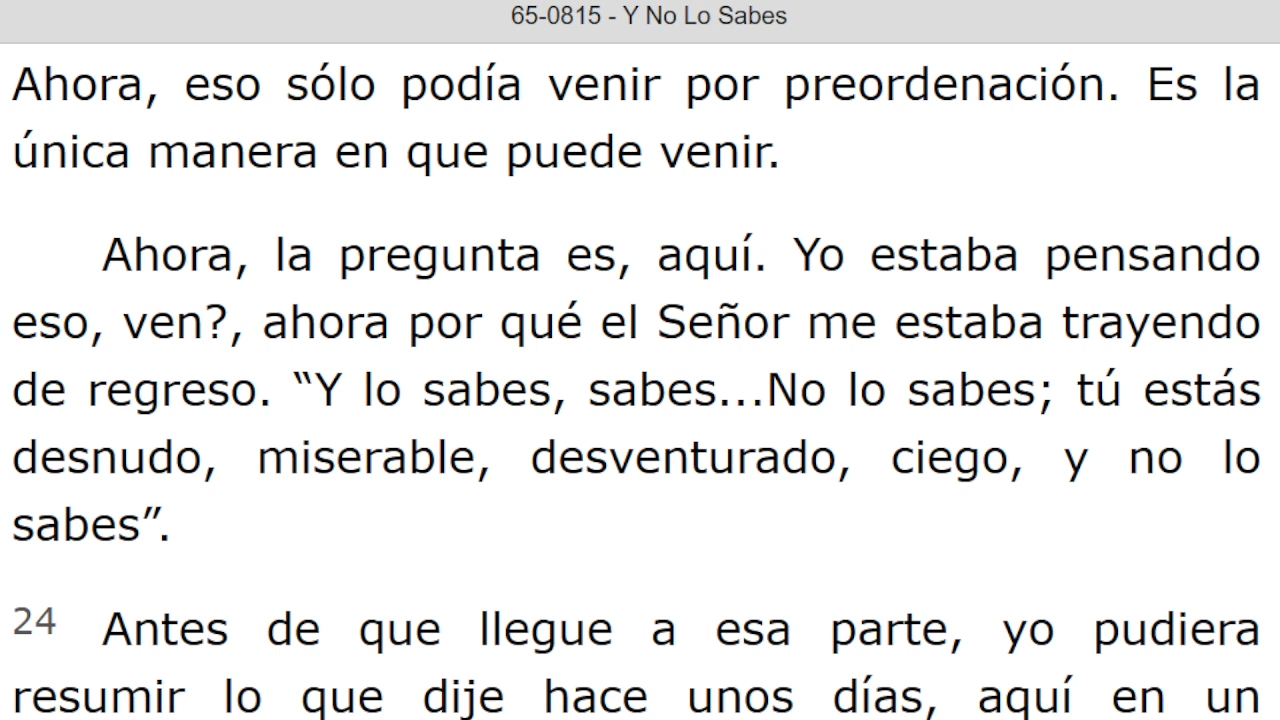 65-0815 - Y No Lo Sabes
Ahora, eso sólo podía venir por preordenación. Es la
única manera en que puede venir.
Ahora, la pregunta es, aquí. Yo estaba pensando
eso, ven?, ahora por qué el Señor me estaba trayendo
de regreso. “Y lo sabes, sabes...No lo sabes; tú estás
desnudo, miserable, desventurado, ciego, y no lo
sabes”.
24 Antes de que llegue a esa parte, yo pudiera
resumir lo que dije hace unos días, aquí en un